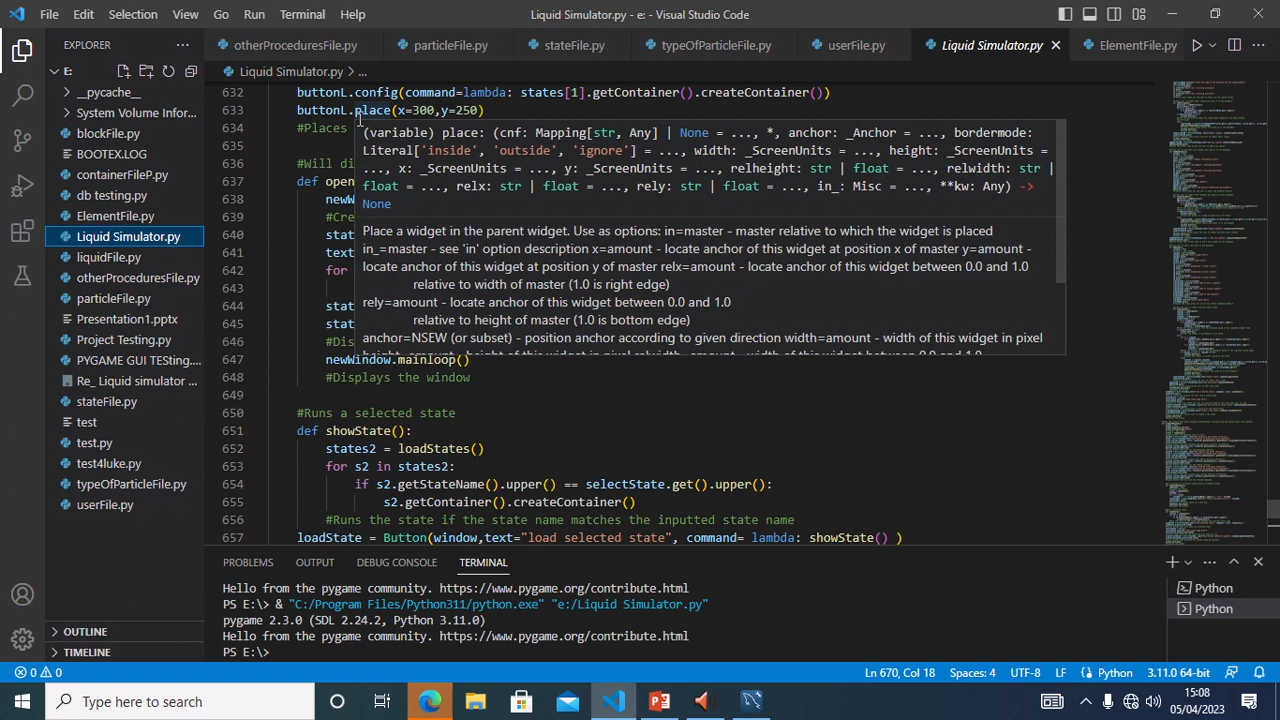 File Edit Selection View Go Run Terminal Help
Liquid Simulator.py - e: - Visual Studio Code
EXPLORER
otherProceduresFile.py particleFile.py stateFile.py typeOfParticleFile.py userFile.py Liquid Simulator.py ElementFile.py
E:
Liquid Simulator.py > ...
__pycache__
System Volume Infor...
blockFile.py
BOTTLEX.LOG
containerFileP.py
Dv testing.py
ElementFile.py
Liquid Simulator.py
liquidFile.py
otherProceduresFile.py
particleFile.py
Presentation1.pptx
Project Testing.py
PYGAME GUI TESting....
Re_ Liquid simulator ...
stateFile.py
test
test.py
test4luke.py
typeOfParticleFile.py
userFile.py
OUTLINE
TIMELINE
632 buttonL.config(command=lambda: states[1].getContainer().createContainer())
633 place(x=300,y=250)
634 #Places
635
636 #Will di
637 def open
638 newW
639 #Cre
640 stri
641 text
642 for
643
644 stat
645 stat
646 #Dis
647 newWindow.mainloop()
648 #Displays the window
649
650 #Runs a selected state
651 def showState():
652 states2 = loadSates()
653 for s2 in states2:
654
655
656 #Runs the state if the state name matches the inputted state name
657 loadState = Button(window, text="load selected state", command= lambda: showState() )
(variable) place: (cnf: Mapping[str, Any] | None = ..., *, anchor: _Anchor = ..., bordermode:
Literal['inside', 'outside', 'ignore'] = ..., width: _ScreenUnits = ..., height: _ScreenUnits =
..., x: _ScreenUnits = ..., y: _ScreenUnits = ..., relheight: str | float = ..., relwidth: str |
float = ..., relx: str | float = ..., rely: str | float = ..., in_: Misc = ..., **kw: Any) ->
None
Place a widget in the parent widget. Use as options: in=master - master relative to which the widget is placed
in_=master - see 'in' option description x=amount - locate anchor of this widget at position x of master y=amount -
locate anchor of this widget at position y of master relx=amount - locate anchor of this widget between 0.0 and 1.0
relative to width of master (1.0 is right edge)
rely=amount - locate anchor of this widget between 0.0 and 1.0
relative to height of master (1.0 is bottom edge)
anchor=NSEW (or subset) - position anchor according to given direction width=amount - width of this widget in pixel
PROBLEMS OUTPUT DEBUG CONSOLE TERMINAL
Hello from the pygame community. https://www.pygame.org/contribute.html
PS E:\> & "C:/Program Files/Python311/python.exe" "e:/Liquid Simulator.py"
pygame 2.3.0 (SDL 2.24.2, Python 3.11.0)
Hello from the pygame community. https://www.pygame.org/contribute.html
PS E:\>
Python
Python
0 0 Ln 670, Col 18 Spaces: 4 UTF-8 LF Python 3.11.0 64-bit
Type here to search
15:08
05/04/2023